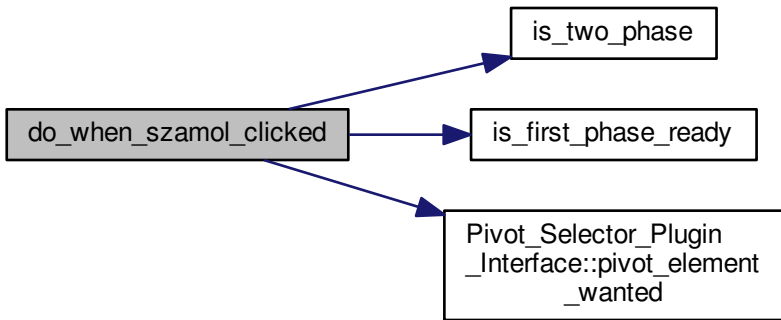 is_two_phase
do_when_szamol_clicked
is_first_phase_ready
Pivot_Selector_Plugin
_Interface::pivot_element
_wanted